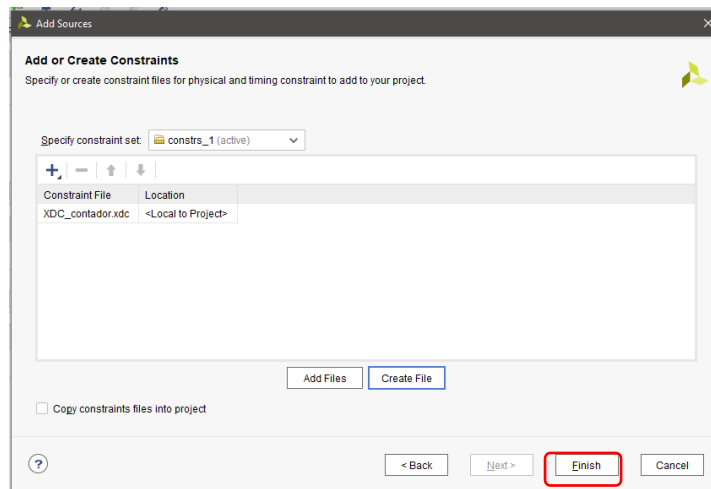 Add Sources
Add or Create Constraints
Specify or create constraint files for physical and timing constraint to add to your project.
Specify constraint set: constrs_1 (active)
Constraint File Location
XDC_contador.xdc <Local to Project>
Add Files Create File
Copy constraints files into project
? < Back Next > Finish Cancel